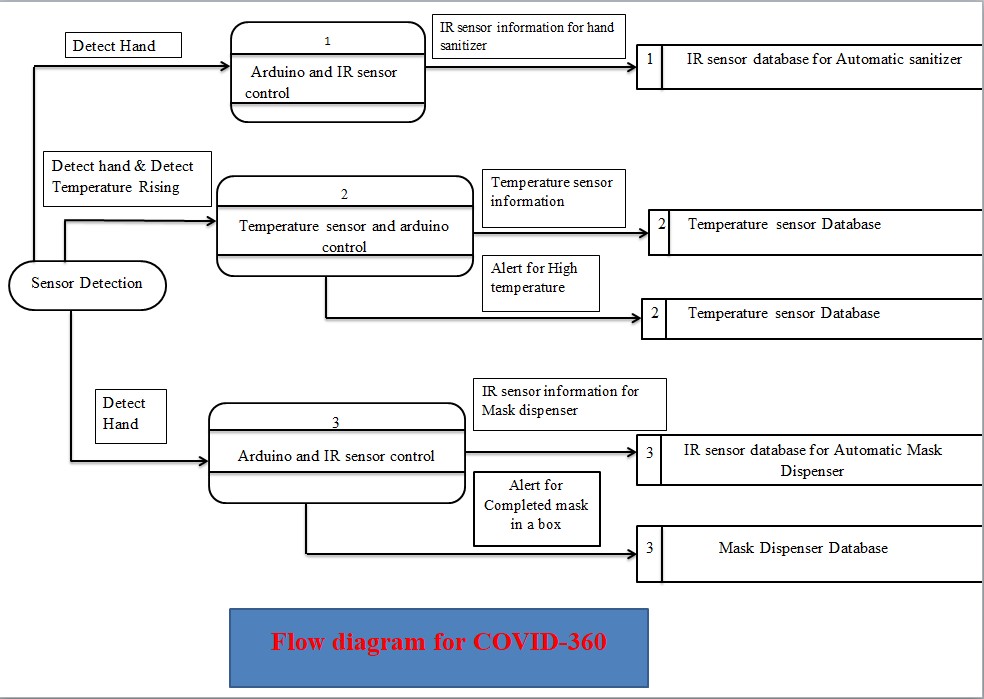 Detect Hand
1
Arduino and IR sensor
control
IR sensor information for hand
sanitizer
1
IR sensor database for Automatic sanitizer
Detect hand & Detect
Temperature Rising
2
Temperature sensor and arduino
control
Temperature sensor
information
2
Temperature sensor Database
Sensor Detection
Alert for High
temperature
2
Temperature sensor Database
Detect
Hand
3
Arduino and IR sensor control
IR sensor information for
Mask dispenser
3
IR sensor database for Automatic Mask
Dispenser
Alert for
Completed mask
in a box
3
Mask Dispenser Database
Flow diagram for COVID-360